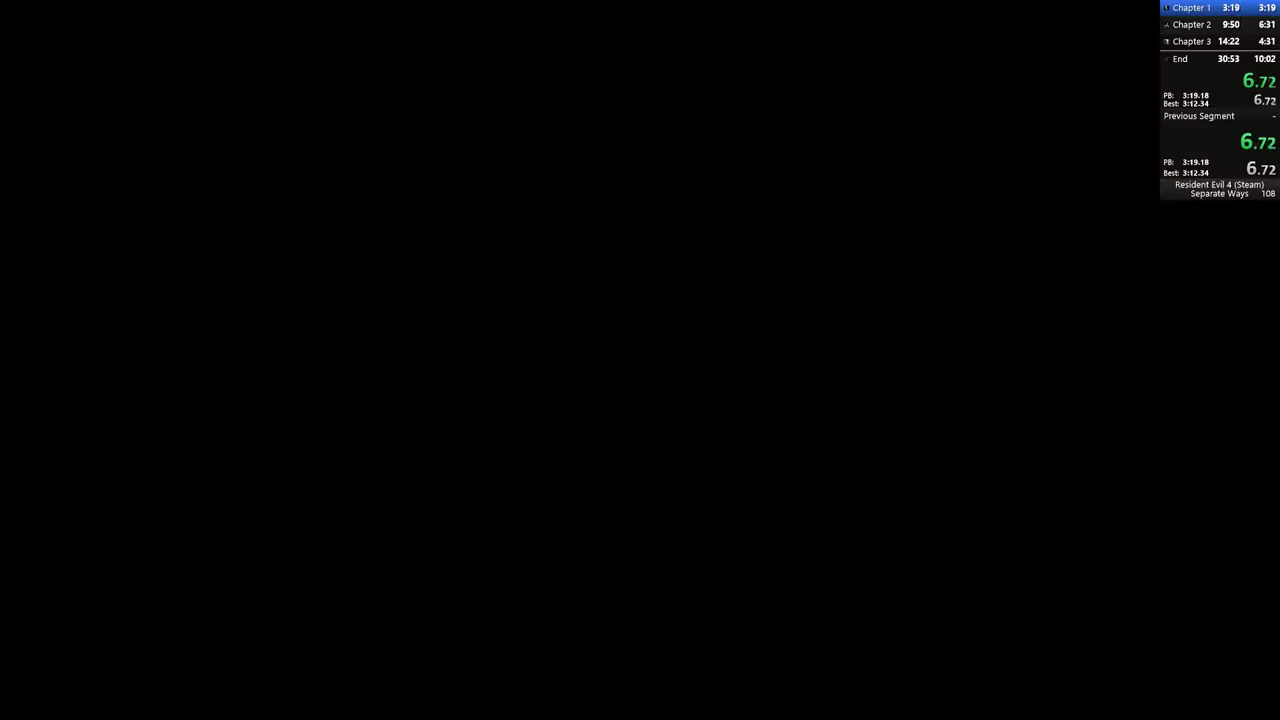 Chapter 1 3:19 3:19
Chapter 2 9:50 6:31
Chapter 3 14:22 4:31
End 30:53 10:02
6.72
PB: 3:19.18
Best: 3:12.34 6.72
Previous Segment -
6.72
PB: 3:19.18
Best: 3:12.34 6.72
Resident Evil 4 (Steam)
Separate Ways 108